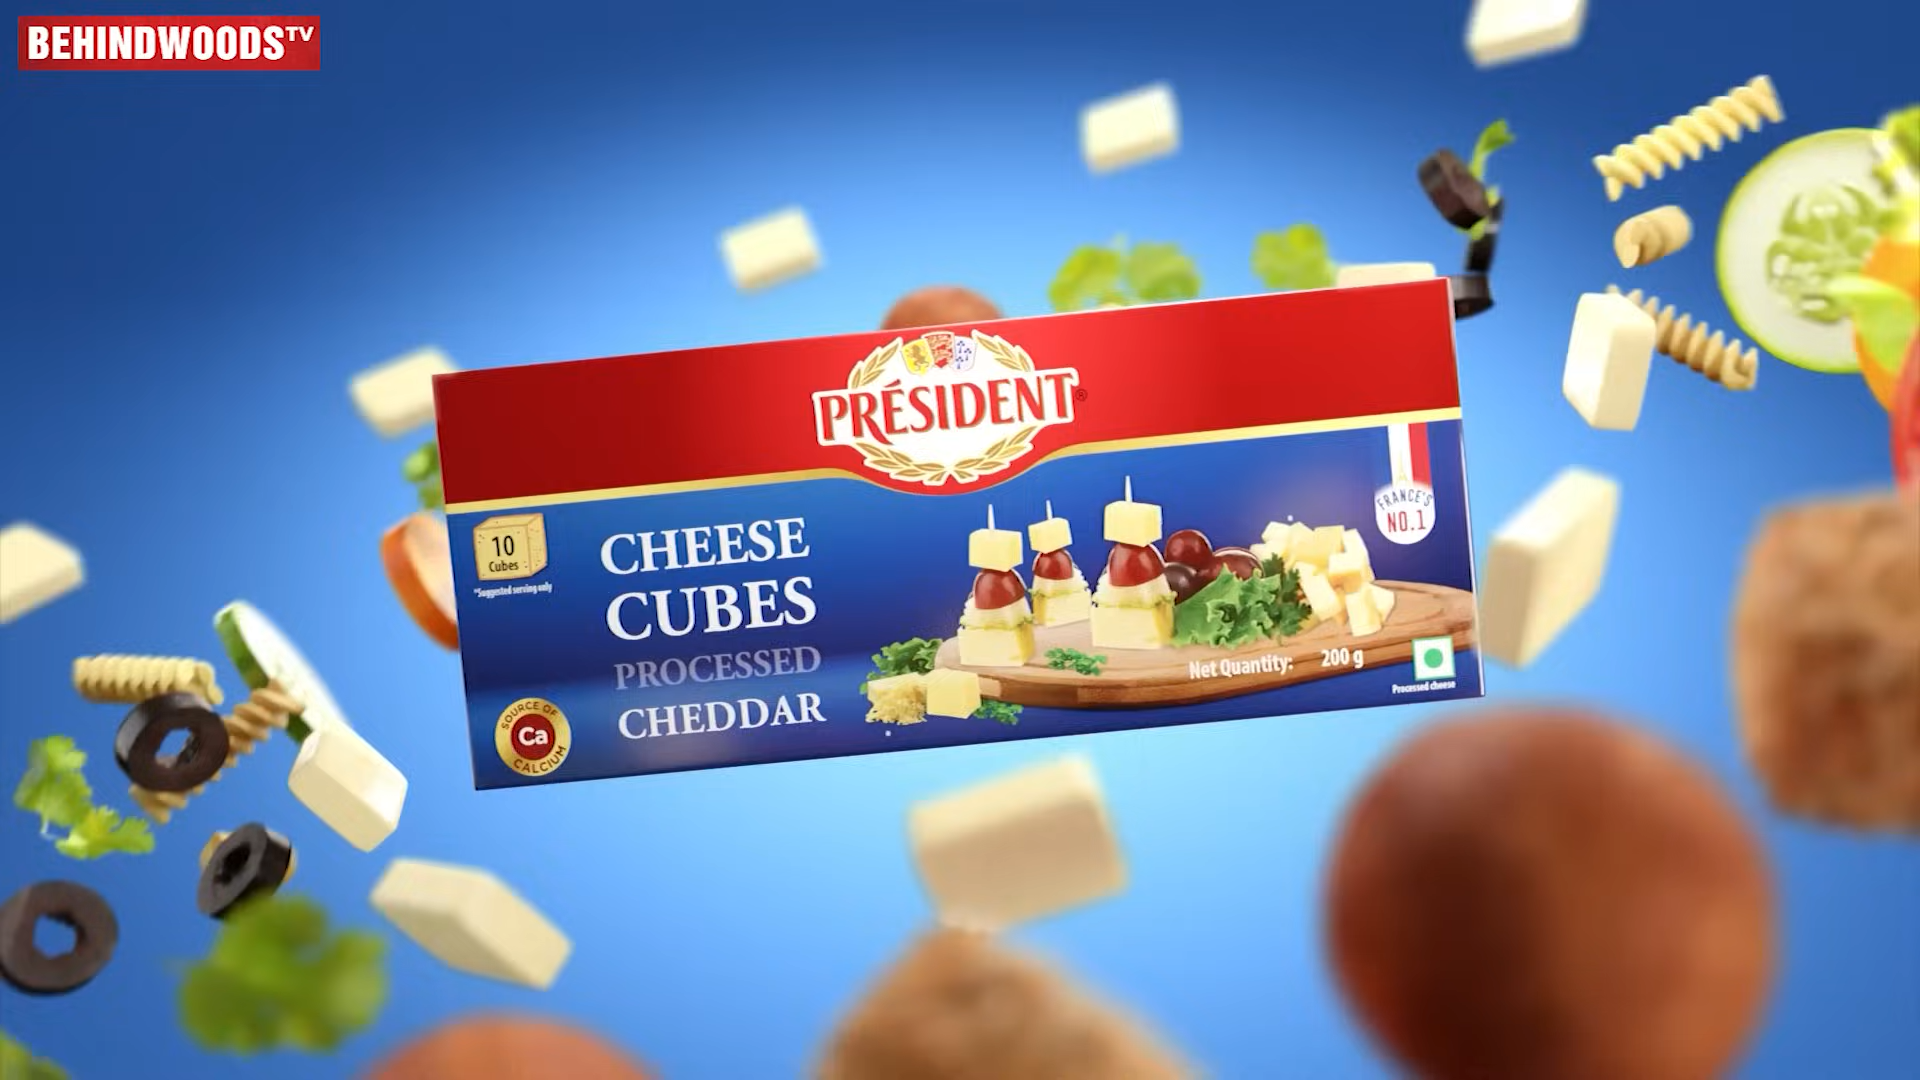 BEHINDWOODS TV
PRÉSIDENT®
10
Cubes
*Suggested serving only
CHEESE
CUBES
PROCESSED
CHEDDAR
SOURCE OF
Ca
CALCIUM
FRANCE'S
NO.1
Net Quantity: 200 g
Processed cheese